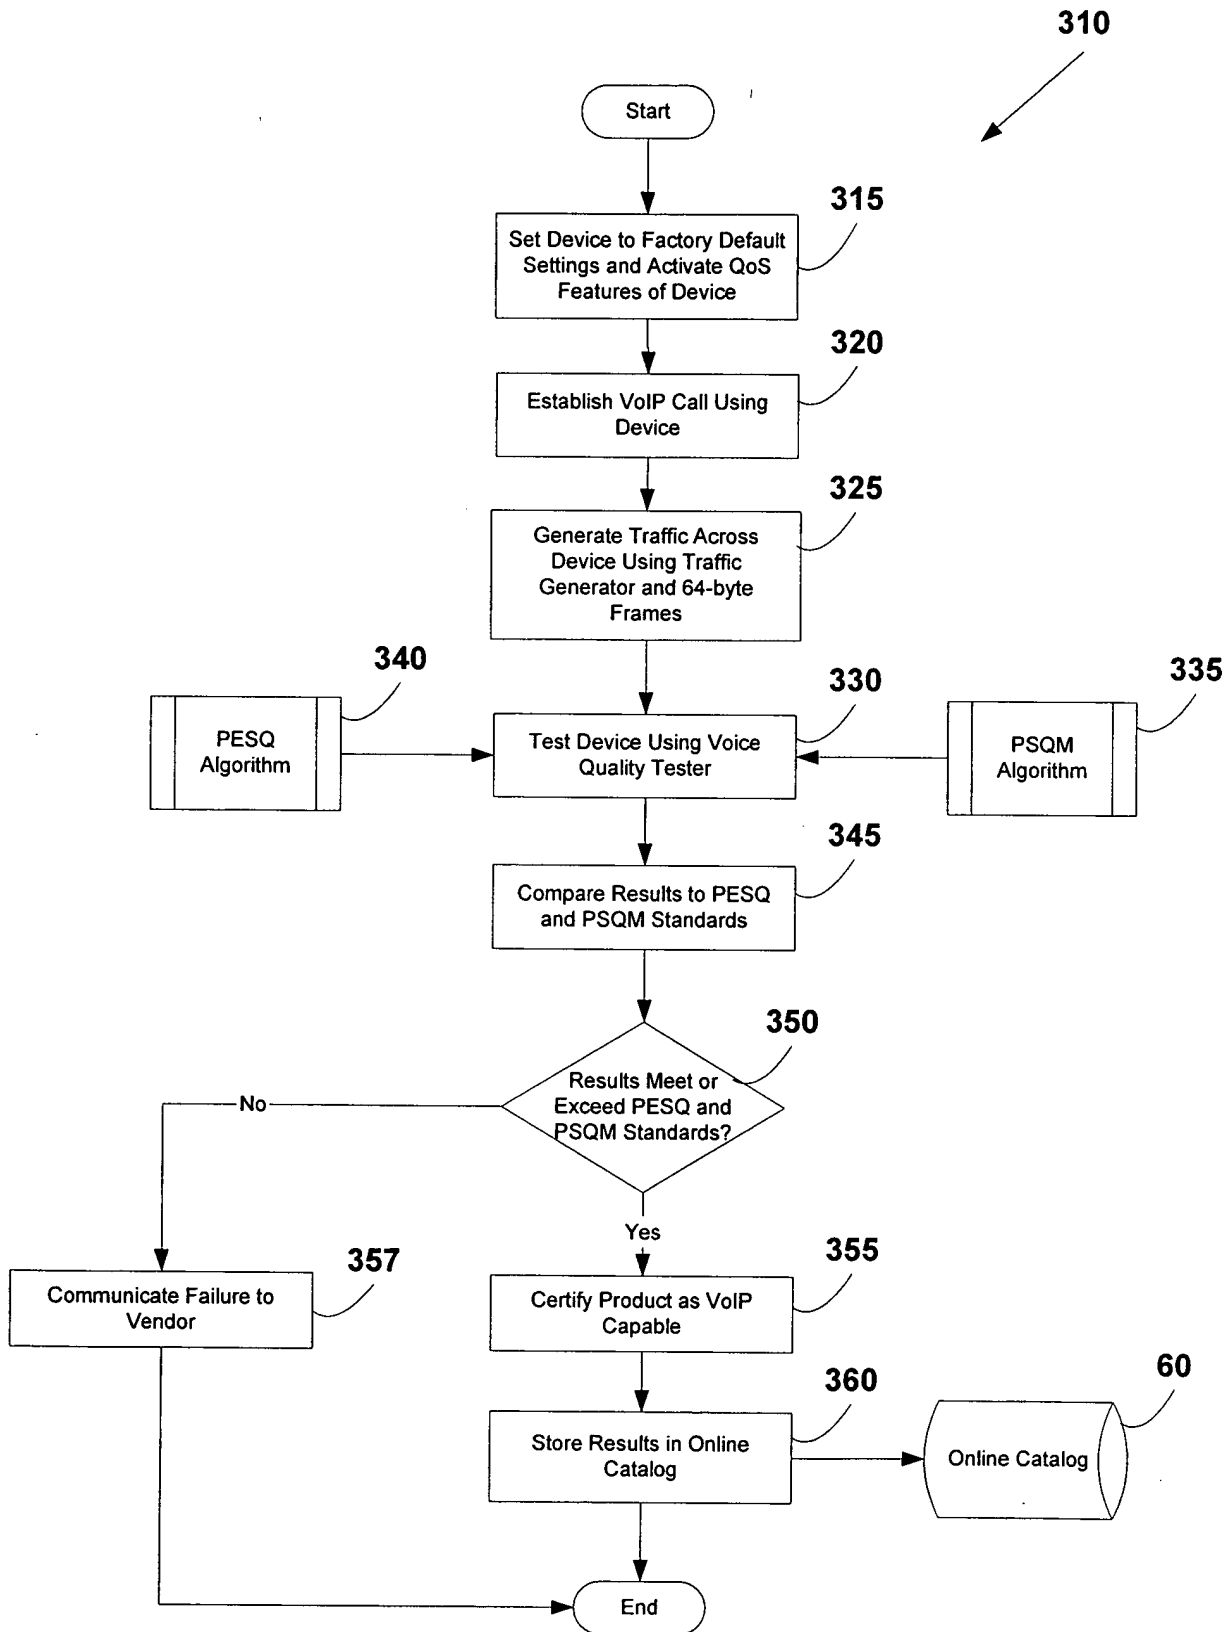 310
Start
315
Set Device to Factory Default
Settings and Activate QoS
Features of Device
320
Establish VoIP Call Using
Device
325
Generate Traffic Across
Device Using Traffic
Generator and 64-byte
Frames
340
PESQ
Algorithm
330
Test Device Using Voice
Quality Tester
335
PSQM
Algorithm
345
Compare Results to PESQ
and PSQM Standards
350
Results Meet or
Exceed PESQ and
PSQM Standards?
No
Yes
357
Communicate Failure to
Vendor
355
Certify Product as VoIP
Capable
360
Store Results in Online
Catalog
60
Online Catalog
End